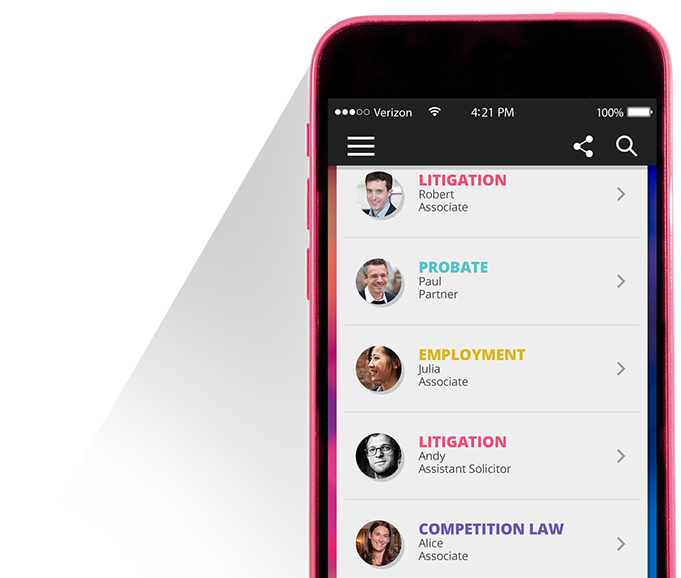 Verizon 4:21 PM 100%
LITIGATION
Robert
Associate
PROBATE
Paul
Partner
EMPLOYMENT
Julia
Associate
LITIGATION
Andy
Assistant Solicitor
COMPETITION LAW
Alice
Associate